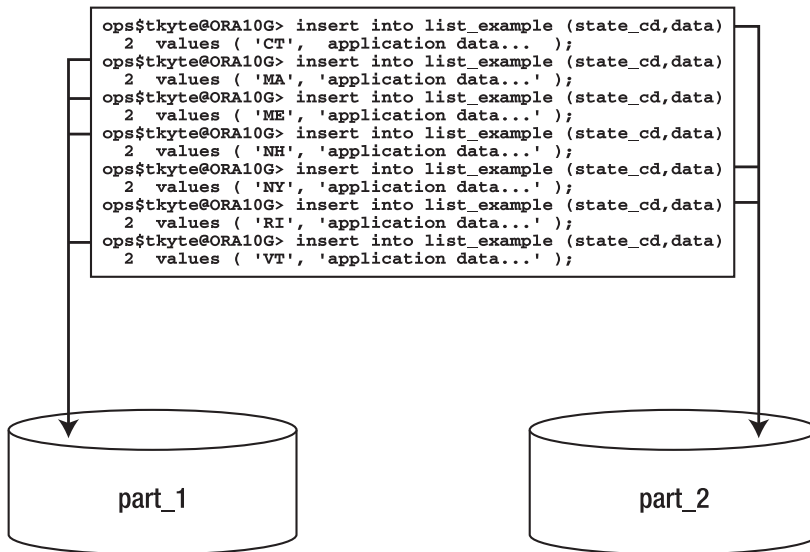 ops$tkyte@ORA10G> insert into list_example (state_cd,data)
2 values ( 'CT', application data... );
ops$tkyte@ORA10G> insert into list_example (state_cd,data)
2 values ( 'MA', 'application data...' );
ops$tkyte@ORA10G> insert into list_example (state_cd,data)
2 values ( 'ME', 'application data...' );
ops$tkyte@ORA10G> insert into list_example (state_cd,data)
2 values ( 'NH', 'application data...' );
ops$tkyte@ORA10G> insert into list_example (state_cd,data)
2 values ( 'NY', 'application data...' );
ops$tkyte@ORA10G> insert into list_example (state_cd,data)
2 values ( 'RI', 'application data...' );
ops$tkyte@ORA10G> insert into list_example (state_cd,data)
2 values ( 'VT', 'application data...' );
part_1
part_2